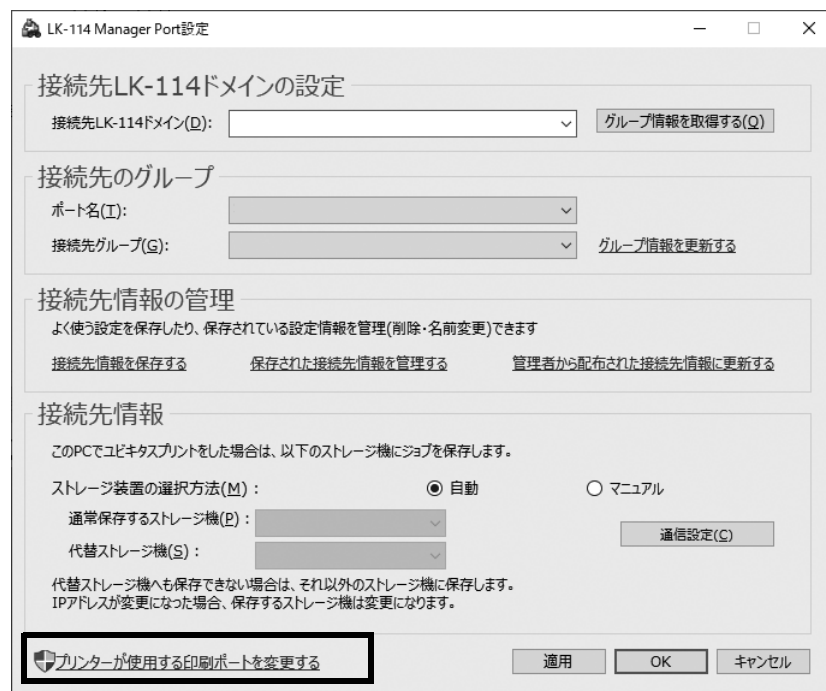 LK-114 Manager Port設定
接続先LK-114ドメインの設定
接続先LK-114ドメイン(D):
グループ情報を取得する(Q)
接続先のグループ
ポート名(T):
接続先グループ(G):
グループ情報を更新する
接続先情報の管理
よく使う設定を保存したり、保存されている設定情報を管理(削除・名前変更)できます
接続先情報を保存する 保存された接続先情報を管理する 管理者から配布された接続先情報に更新する
接続先情報
このPCでユビキタスプリントをした場合は、以下のストレージ機にジョブを保存します。
ストレージ装置の選択方法(M) : 自動 マニュアル
通常保存するストレージ機(P) :
通信設定(C)
代替ストレージ機(S) :
代替ストレージ機へも保存できない場合は、それ以外のストレージ機に保存します。
IPアドレスが変更になった場合、保存するストレージ機は変更になります。
プリンターが使用する印刷ポートを変更する
適用 OK キャンセル